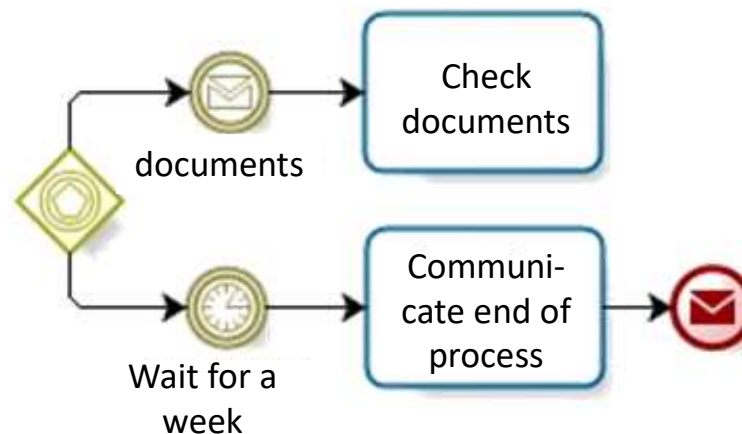 Check
documents
documents
Communi-
cate end of
process
Wait for a
week